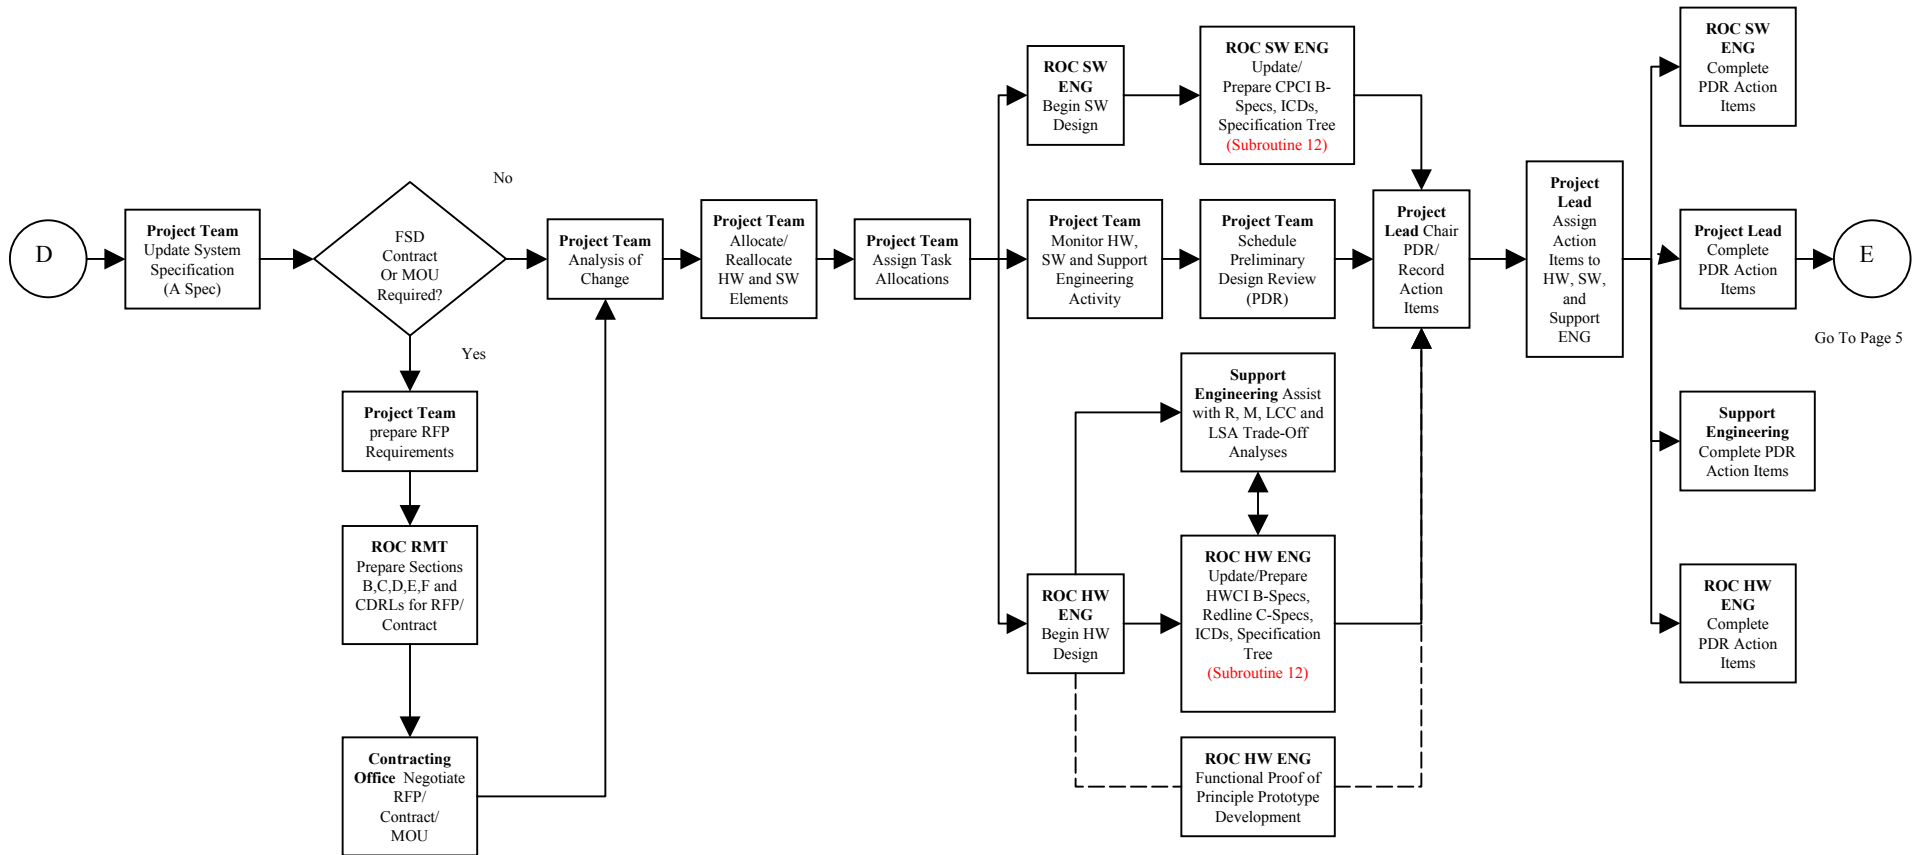 D
Project Team
Update System
Specification
(A Spec)
FSD
Contract
Or MOU
Required?
No
Yes
Project Team
prepare RFP
Requirements
ROC RMT
Prepare Sections
B,C,D,E,F and
CDRLs for RFP/
Contract
Contracting
Office Negotiate
RFP/
Contract/
MOU
Project Team
Analysis of
Change
Project Team
Allocate/
Reallocate
HW and SW
Elements
Project Team
Assign Task
Allocations
ROC SW
ENG
Begin SW
Design
ROC SW ENG
Update/
Prepare CPCI B-
Specs, ICDs,
Specification Tree
(Subroutine 12)
Project Team
Monitor HW,
SW and Support
Engineering
Activity
Project Team
Schedule
Preliminary
Design Review
(PDR)
Support
Engineering Assist
with R, M, LCC and
LSA Trade-Off
Analyses
ROC HW
ENG
Begin HW
Design
ROC HW ENG
Update/Prepare
HWCI B-Specs,
Redline C-Specs,
ICDs, Specification
Tree
(Subroutine 12)
ROC HW ENG
Functional Proof of
Principle Prototype
Development
Project
Lead Chair
PDR/
Record
Action
Items
Project
Lead
Assign
Action
Items to
HW, SW,
and
Support
ENG
ROC SW
ENG
Complete
PDR Action
Items
Project Lead
Complete
PDR Action
Items
Support
Engineering
Complete PDR
Action Items
ROC HW
ENG
Complete
PDR Action
Items
E
Go To Page 5